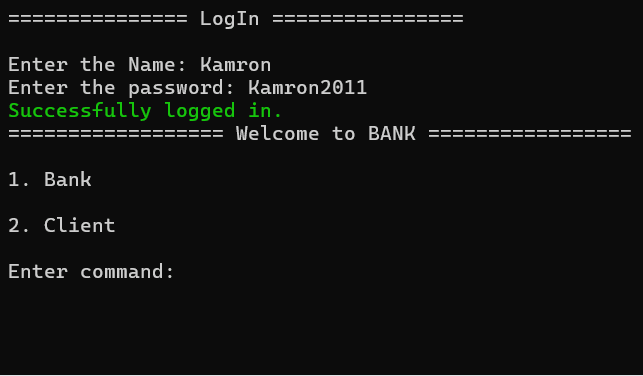 =============== LogIn ================
Enter the Name: Kamron
Enter the password: Kamron2011
Successfully logged in.
================== Welcome to BANK =================
1. Bank
2. Client
Enter command: